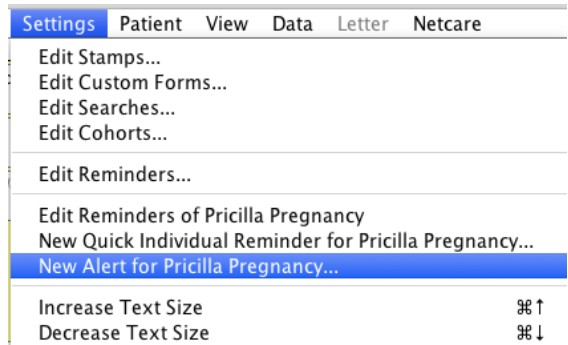 Settings Patient View Data Letter Netcare
Edit Stamps...
Edit Custom Forms...
Edit Searches...
Edit Cohorts...
Edit Reminders...
Edit Reminders of Pricilla Pregnancy
New Quick Individual Reminder for Pricilla Pregnancy...
New Alert for Pricilla Pregnancy...
Increase Text Size ⌘↑
Decrease Text Size ⌘↓